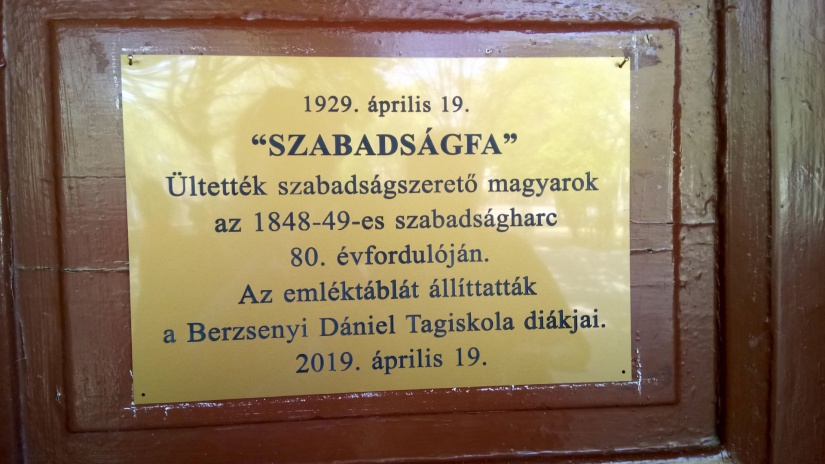 1929. április 19.
“SZABADSÁGFA”
Ültették szabadságszerető magyarok
az 1848-49-es szabadságharc
80. évfordulóján.
Az emléktáblát állíttatták
a Berzsenyi Dániel Tagiskola diákjai.
2019. április 19.